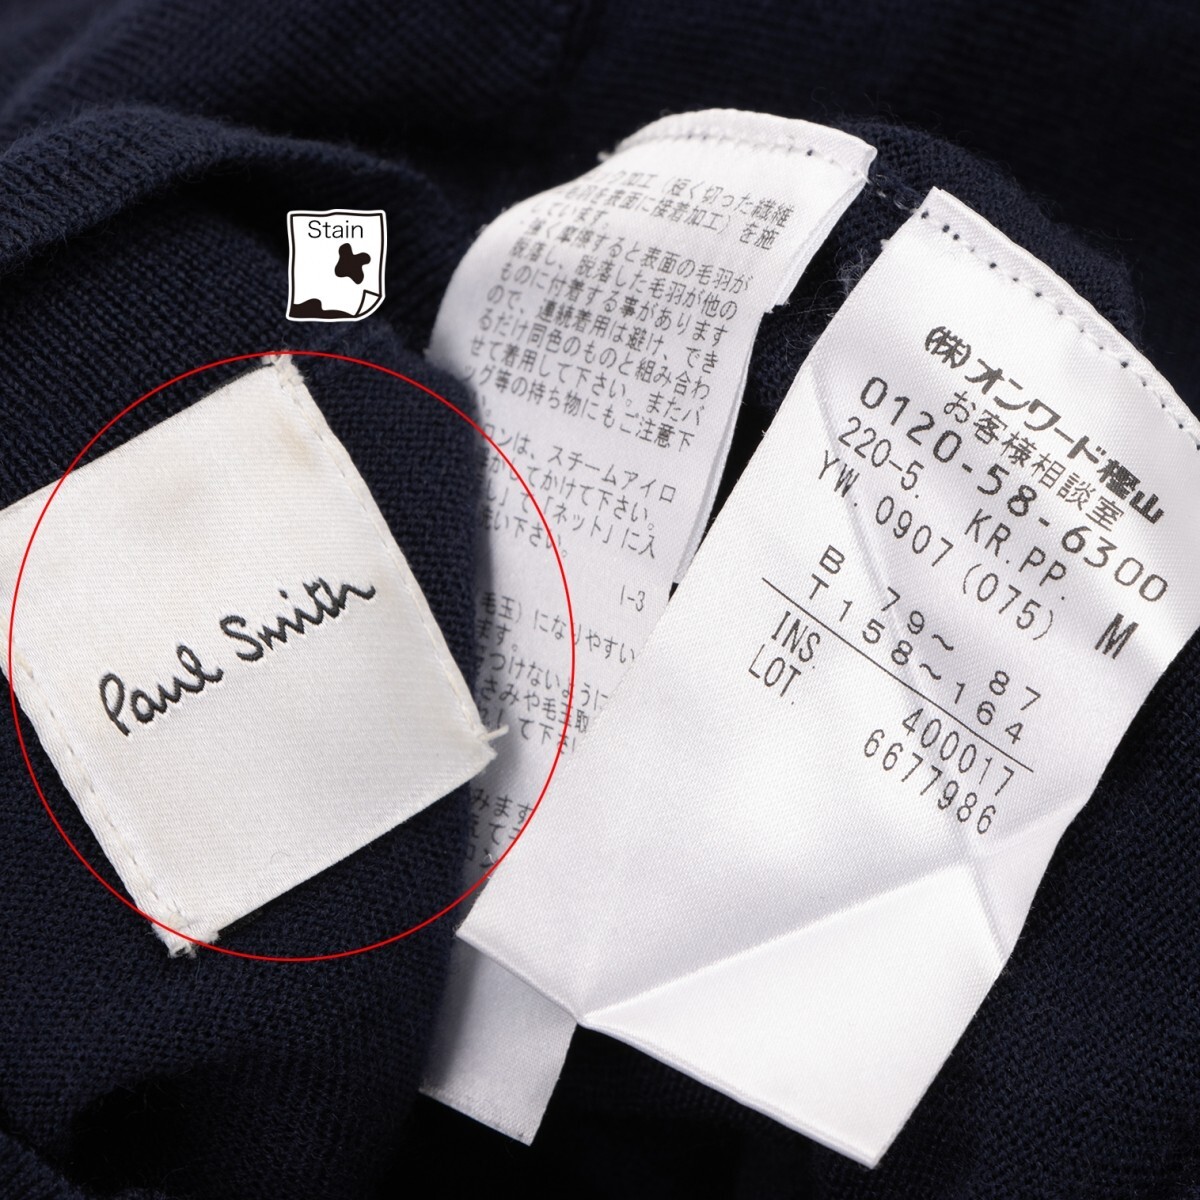 Stain
Paul Smith
加工(短く切った繊維
を表面に接着加工)を施
ています。
強く摩擦すると表面の毛羽が
脱落し、脱落した毛羽が他の
ものに付着する事があります
ので、連続着用は避け、でき
るだけ同色のものと組み合わ
せて着用して下さい。またバ
ッグ等の持ち物にもご注意下
ロンは、スチームアイロ
かしてかけて下さい。
し」で「ネット」に入
い下さい。
I-3
毛玉)になりやすい
ます。
つけないように
さみや毛玉取
して下さ
みます
(株)オンワード樫山
お客様相談室
0120-58-6300
220-5. KR.PP.
YW.0907(075) M
B 79~ 87
T158~164
INS. 400017
LOT 6677986